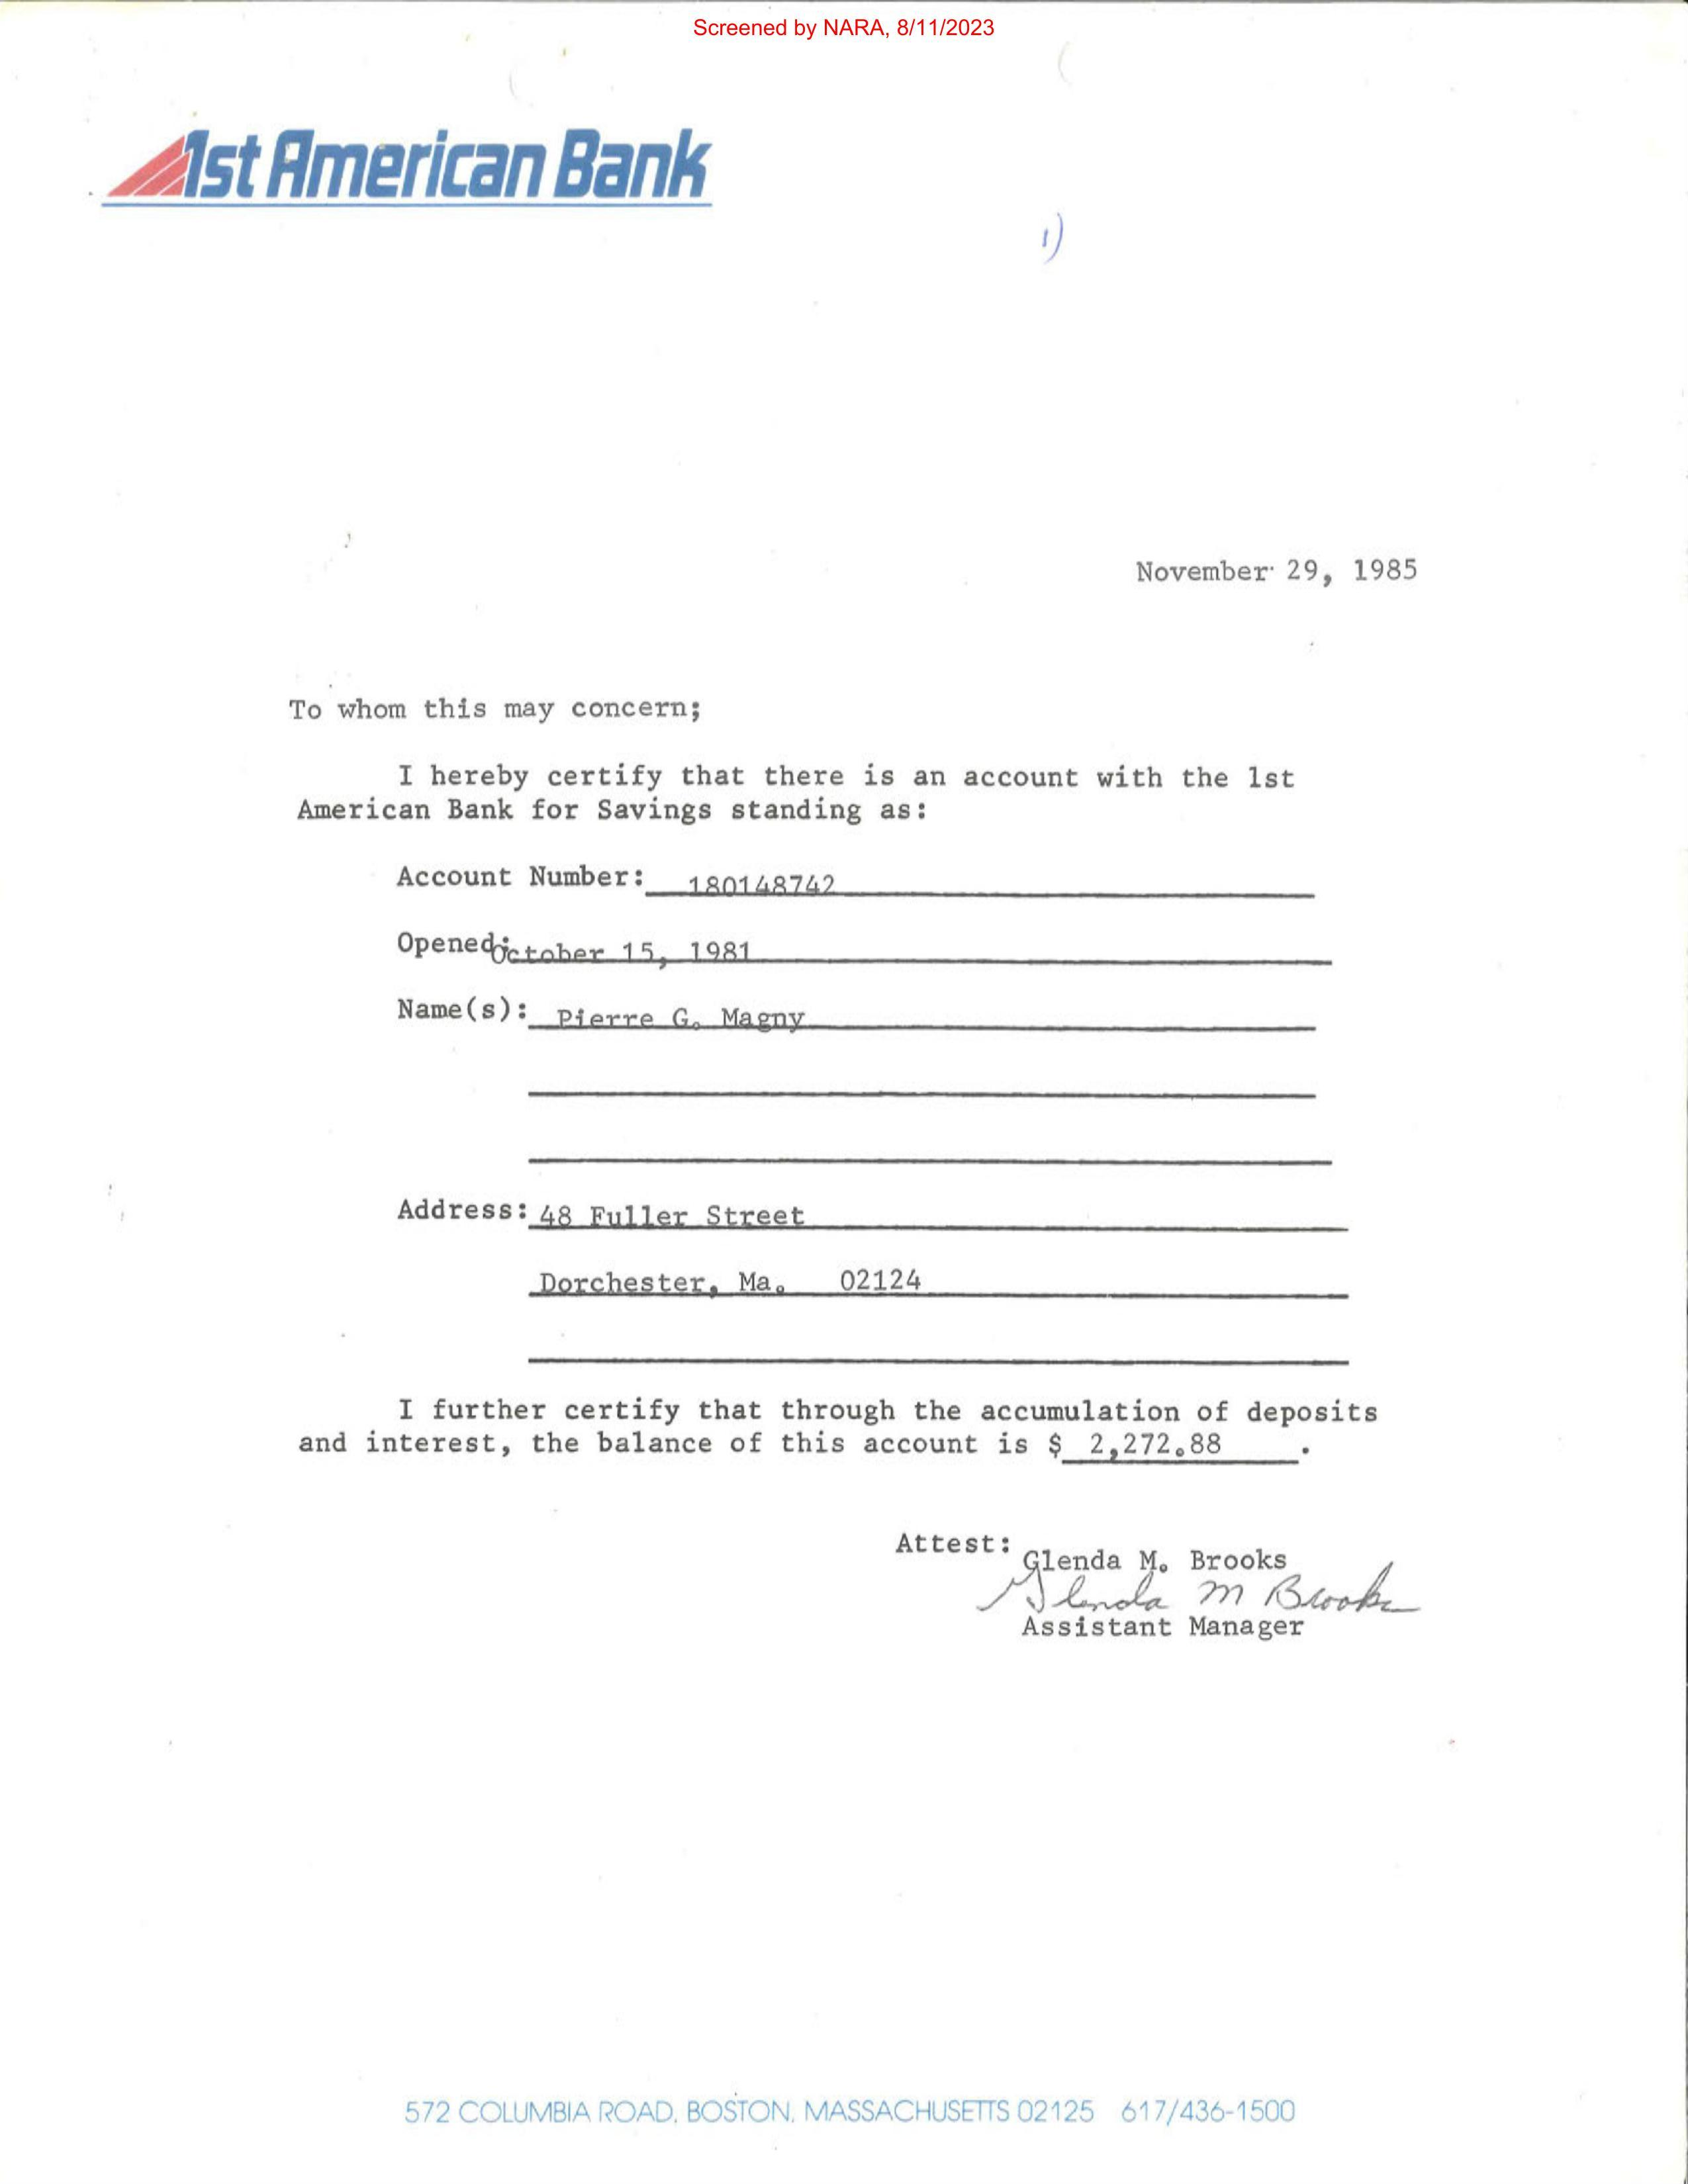 Screened by NARA, 8/11/2023
1st American Bank
1)
November 29, 1985
To whom this may concern;
I hereby certify that there is an account with the 1st
American Bank for Savings standing as:
Account Number: 180148742
Opened: October 15, 1981
Name(s): Pierre G. Magny
Address: 48 Fuller Street
Dorchester, Ma. 02124
I further certify that through the accumulation of deposits
and interest, the balance of this account is $ 2,272.88 .
Attest:
Glenda M. Brooks
Glenda M Brooks
Assistant Manager
572 COLUMBIA ROAD, BOSTON, MASSACHUSETTS 02125 617/436-1500